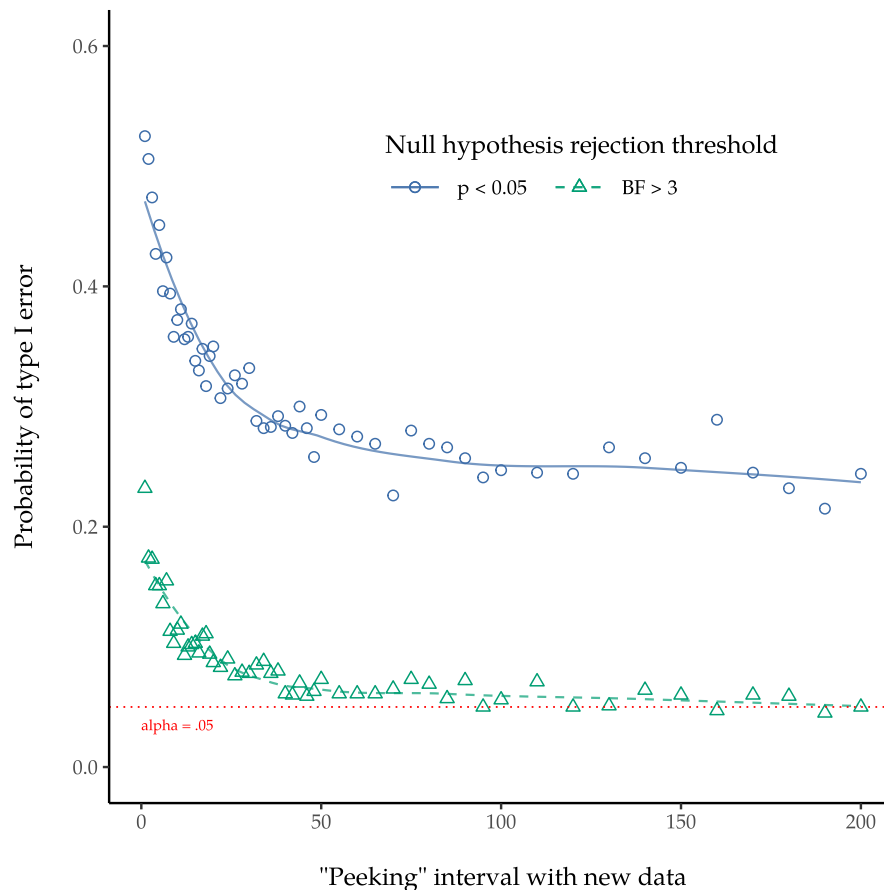 0.6
0.4
0.2
0.0
Probability of type I error
Null hypothesis rejection threshold
p < 0.05
BF > 3
alpha = .05
0
50
100
150
200
"Peeking" interval with new data